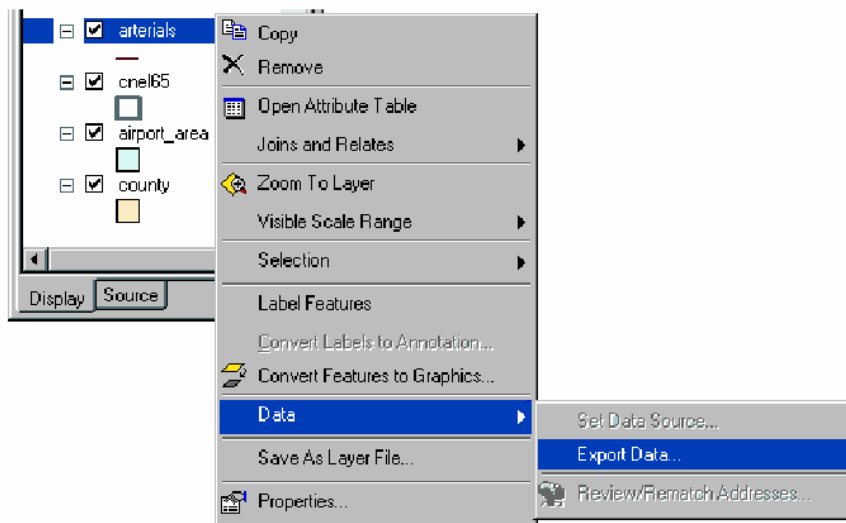 arterials
cnel65
airport_area
county
Display
Source
Copy
Remove
Open Attribute Table
Joins and Relates
Zoom To Layer
Visible Scale Range
Selection
Label Features
Convert Labels to Annotation...
Convert Features to Graphics...
Data
Save As Layer File...
Properties...
Set Data Source...
Export Data...
Review/Rematch Addresses...